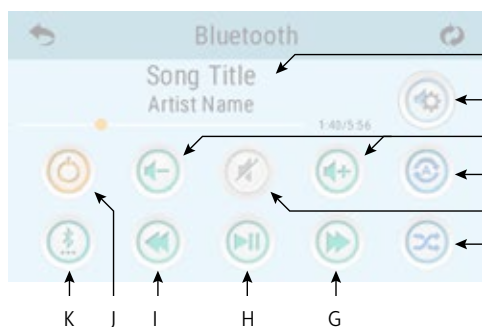 Bluetooth
Song Title
Artist Name
1:40/5:56
A
K J I H G